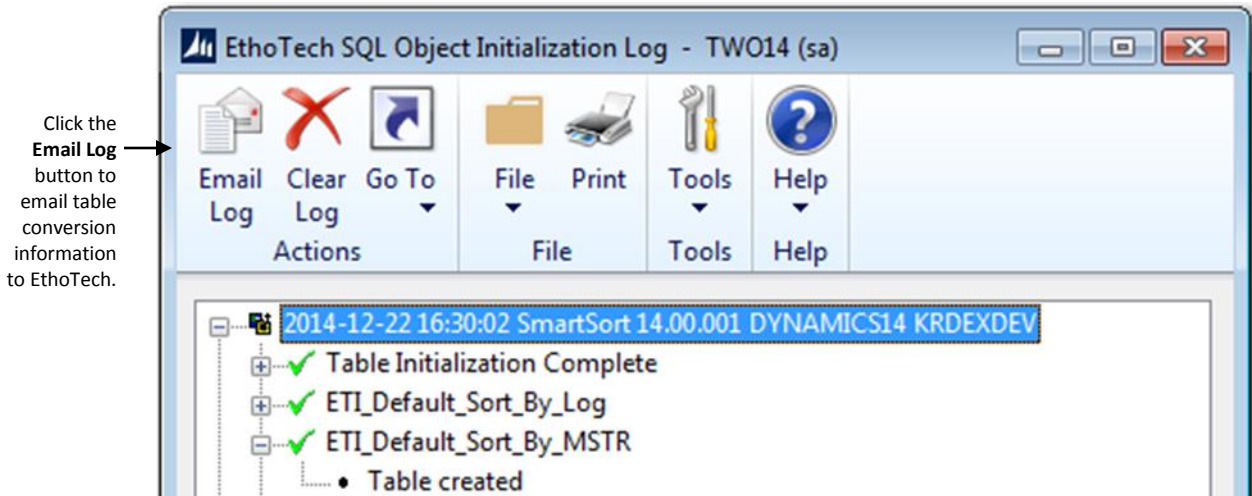 EthoTech SQL Object Initialization Log - TWO14 (sa)
Click the
Email Log
button to
email table
conversion
information
to EthoTech.
Email Log
Clear Log
Go To
File
Print
Tools
Help
Actions
File
Tools
Help
2014-12-22 16:30:02 SmartSort 14.00.001 DYNAMICS14 KRDEXDEV
Table Initialization Complete
ETI_Default_Sort_By_Log
ETI_Default_Sort_By_MSTR
Table created